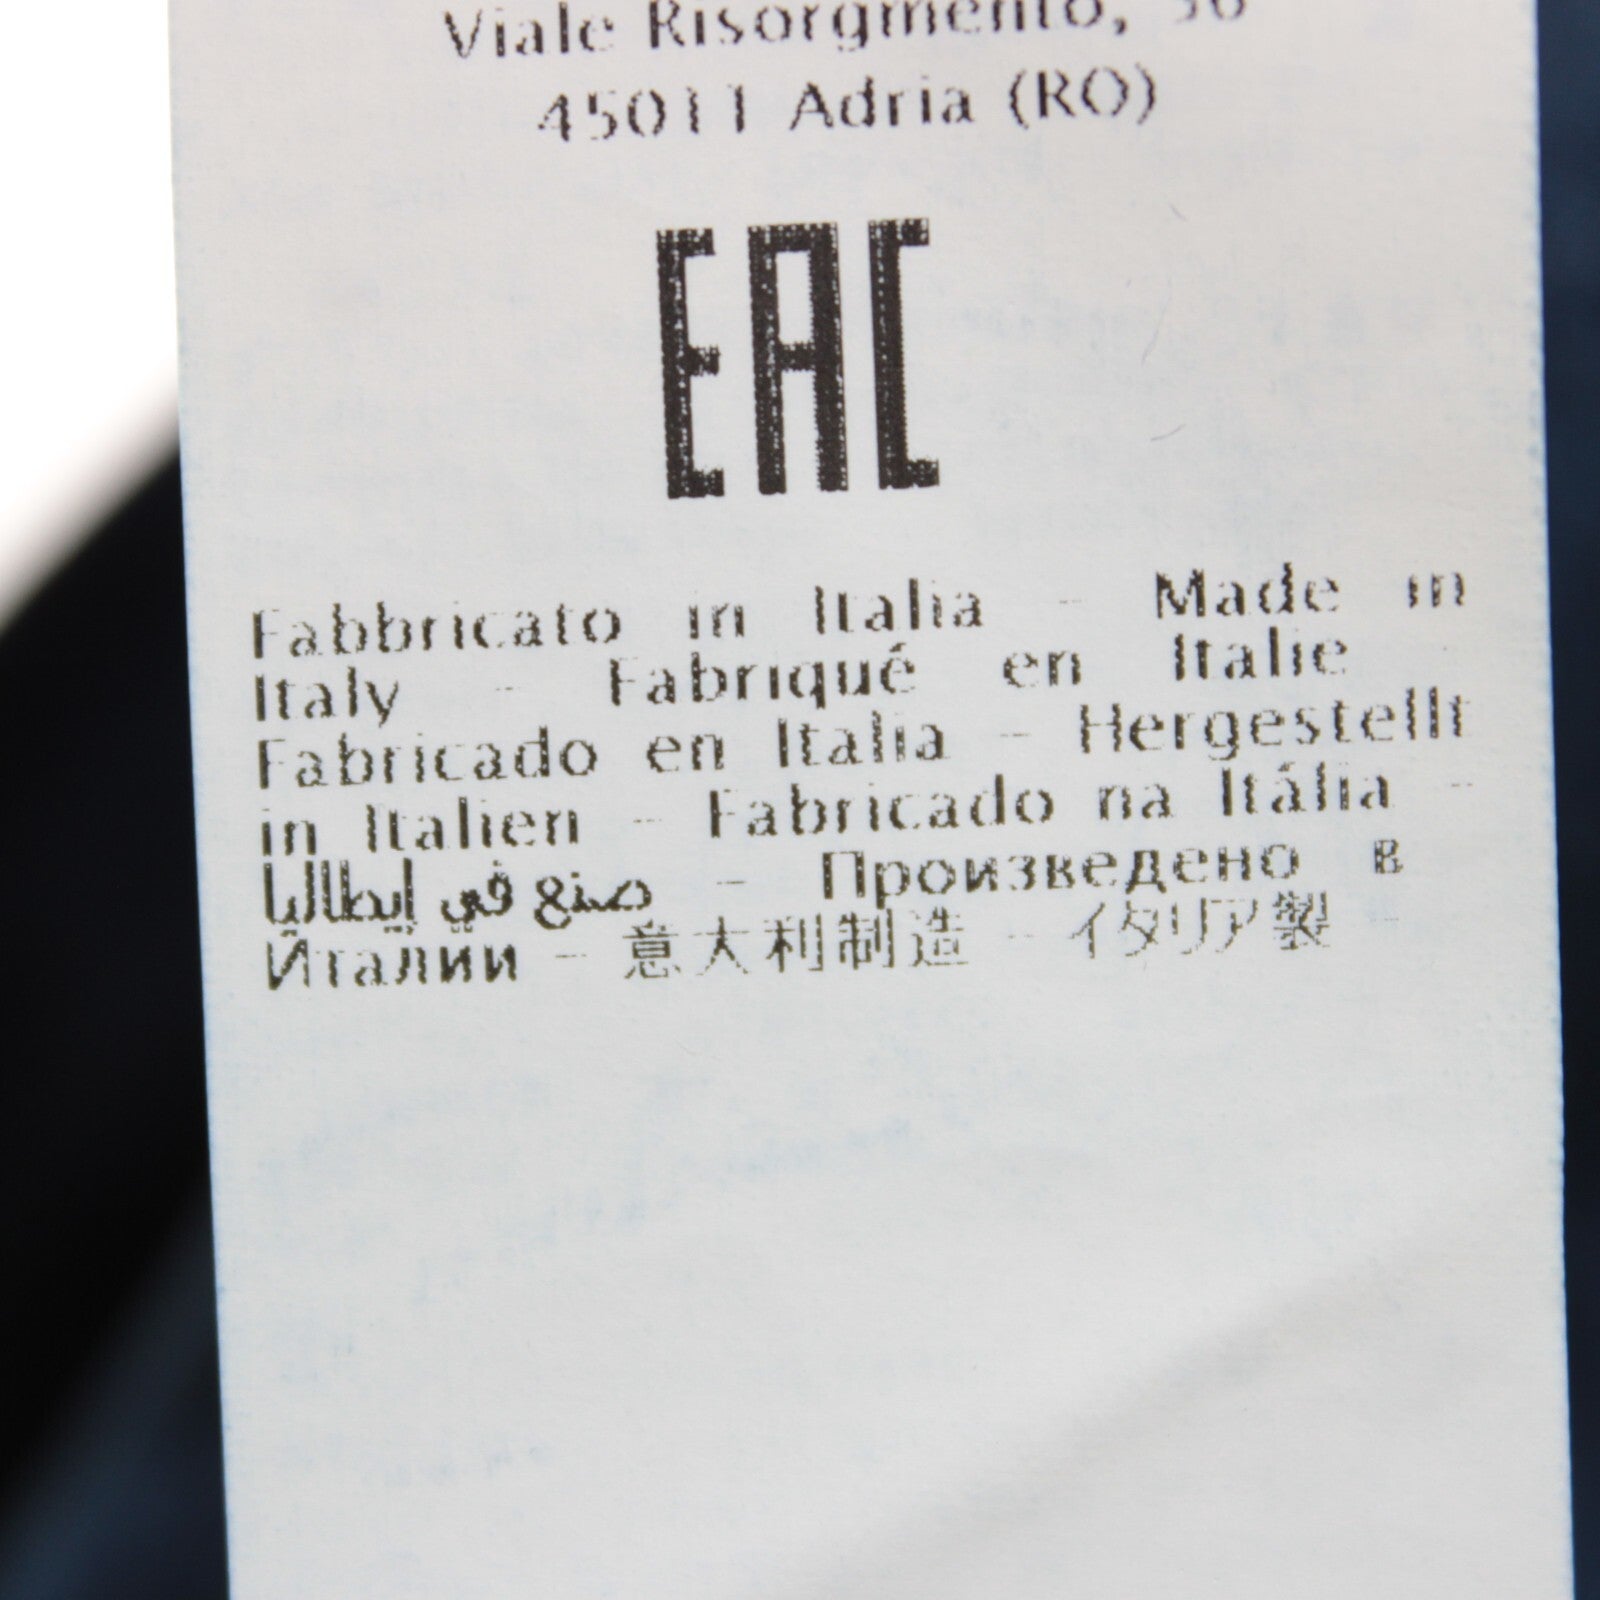 Viale Risorgmento, 36
45011 Adria (RO)
EAC
Fabbricato in Italia - Made in
Italy - Fabriqué en Italie -
Fabricado en Italia - Hergestellt
in Italien - Fabricado na Itália -
صنع في إيطاليا - Произведено в
Италии - 意大利制造 - イタリア製